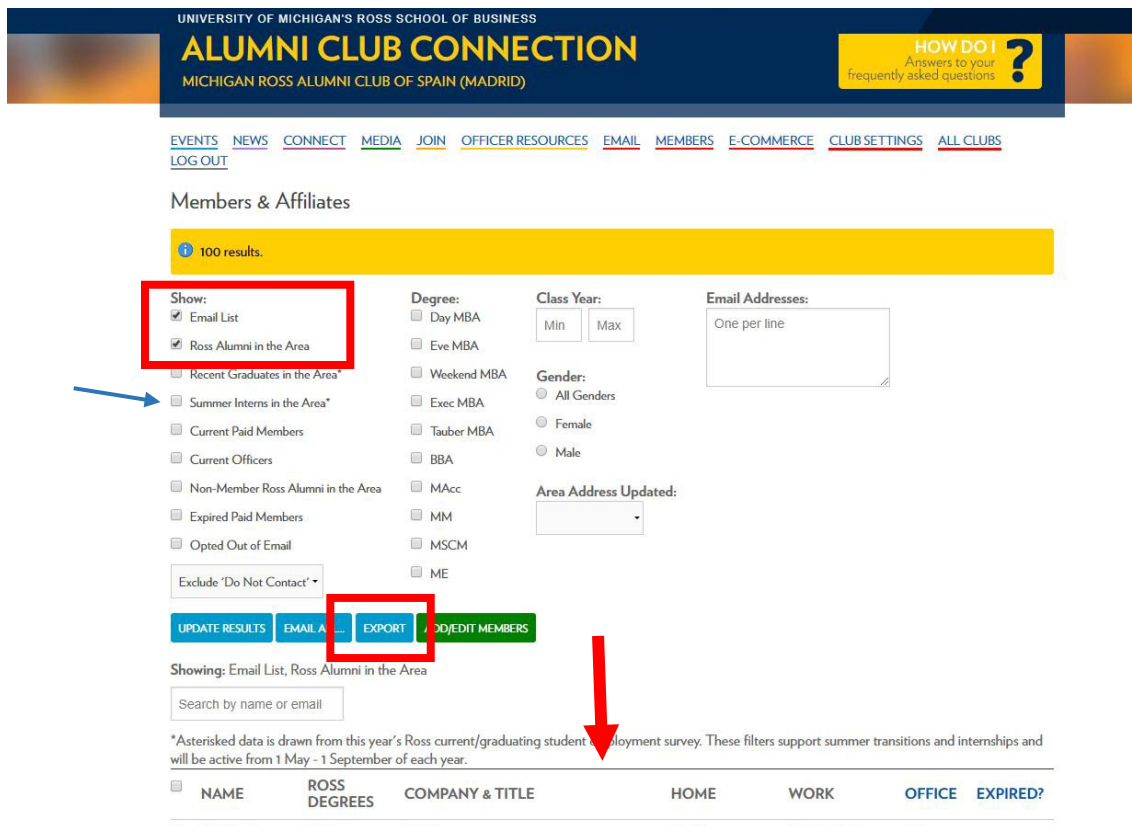 UNIVERSITY OF MICHIGAN'S ROSS SCHOOL OF BUSINESS
ALUMNI CLUB CONNECTION
MICHIGAN ROSS ALUMNI CLUB OF SPAIN (MADRID)
HOW DO I
Answers to your
frequently asked questions
?
EVENTS NEWS CONNECT MEDIA JOIN OFFICER RESOURCES EMAIL MEMBERS E-COMMERCE CLUB SETTINGS ALL CLUBS
LOG OUT
Members & Affiliates
100 results.
Show:
Email List
Ross Alumni in the Area
Recent Graduates in the Area*
Summer Interns in the Area*
Current Paid Members
Current Officers
Non-Member Ross Alumni in the Area
Expired Paid Members
Opted Out of Email
Exclude 'Do Not Contact'
Degree:
Day MBA
Eve MBA
Weekend MBA
Exec MBA
Tauber MBA
BBA
MAcc
MM
MSCM
ME
Class Year:
Min Max
Gender:
All Genders
Female
Male
Area Address Updated:
Email Addresses:
One per line
UPDATE RESULTS EMAIL EXPORT ADD/EDIT MEMBERS
Showing: Email List, Ross Alumni in the Area
Search by name or email
*Asterisked data is drawn from this year's Ross current/graduating student employment survey. These filters support summer transitions and internships and
will be active from 1 May - 1 September of each year.
NAME ROSS DEGREES COMPANY & TITLE HOME WORK OFFICE EXPIRED?